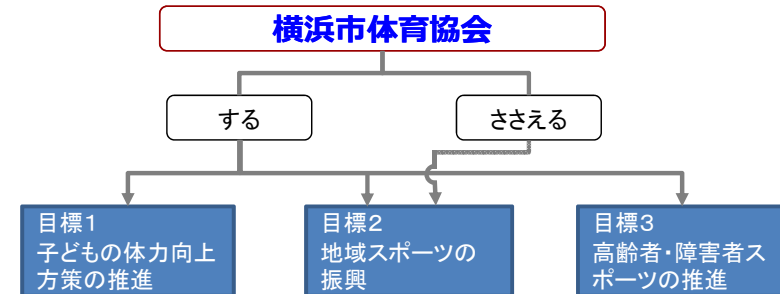 横浜市体育協会
する
ささえる
目標1
子どもの体力向上
方策の推進
目標2
地域スポーツの
振興
目標3
高齢者・障害者ス
ポーツの推進